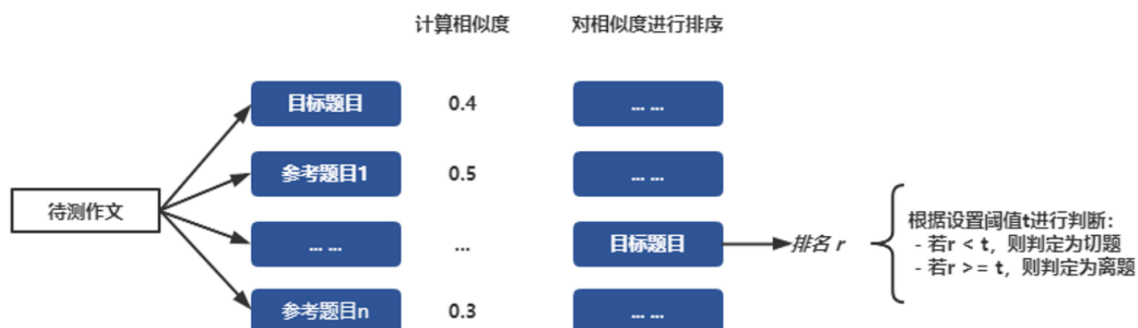 计算相似度
对相似度进行排序
目标题目
0.4
... ...
参考题目1
0.5
... ...
待测作文
... ...
...
目标题目
排名 r
根据设置阈值t进行判断：
- 若r < t，则判定为切题
- 若r >= t，则判定为离题
参考题目n
0.3
... ...